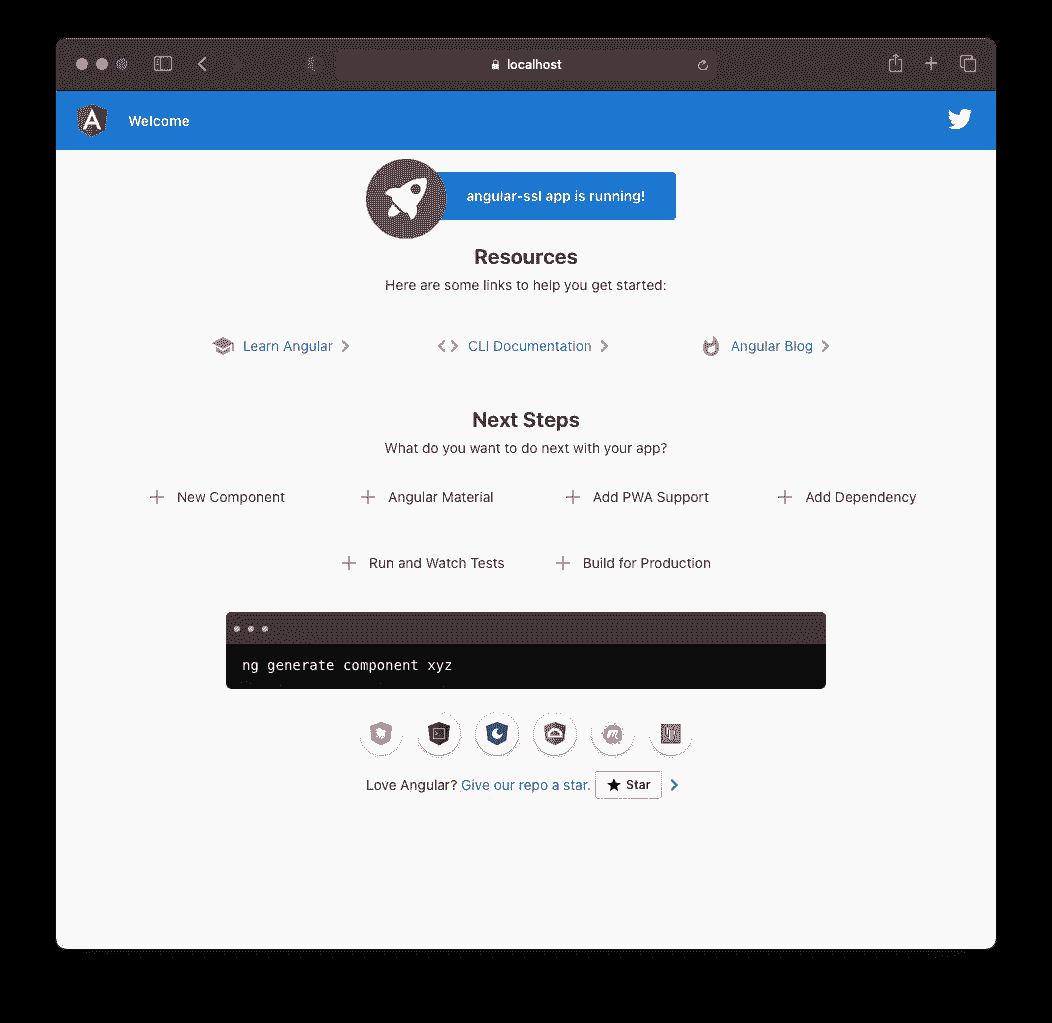 localhost
Welcome
angular-ssl app is running!
Resources
Here are some links to help you get started:
Learn Angular
CLI Documentation
Angular Blog
Next Steps
What do you want to do next with your app?
New Component
Angular Material
Add PWA Support
Add Dependency
Run and Watch Tests
Build for Production
ng generate component xyz
Love Angular? Give our repo a star. Star